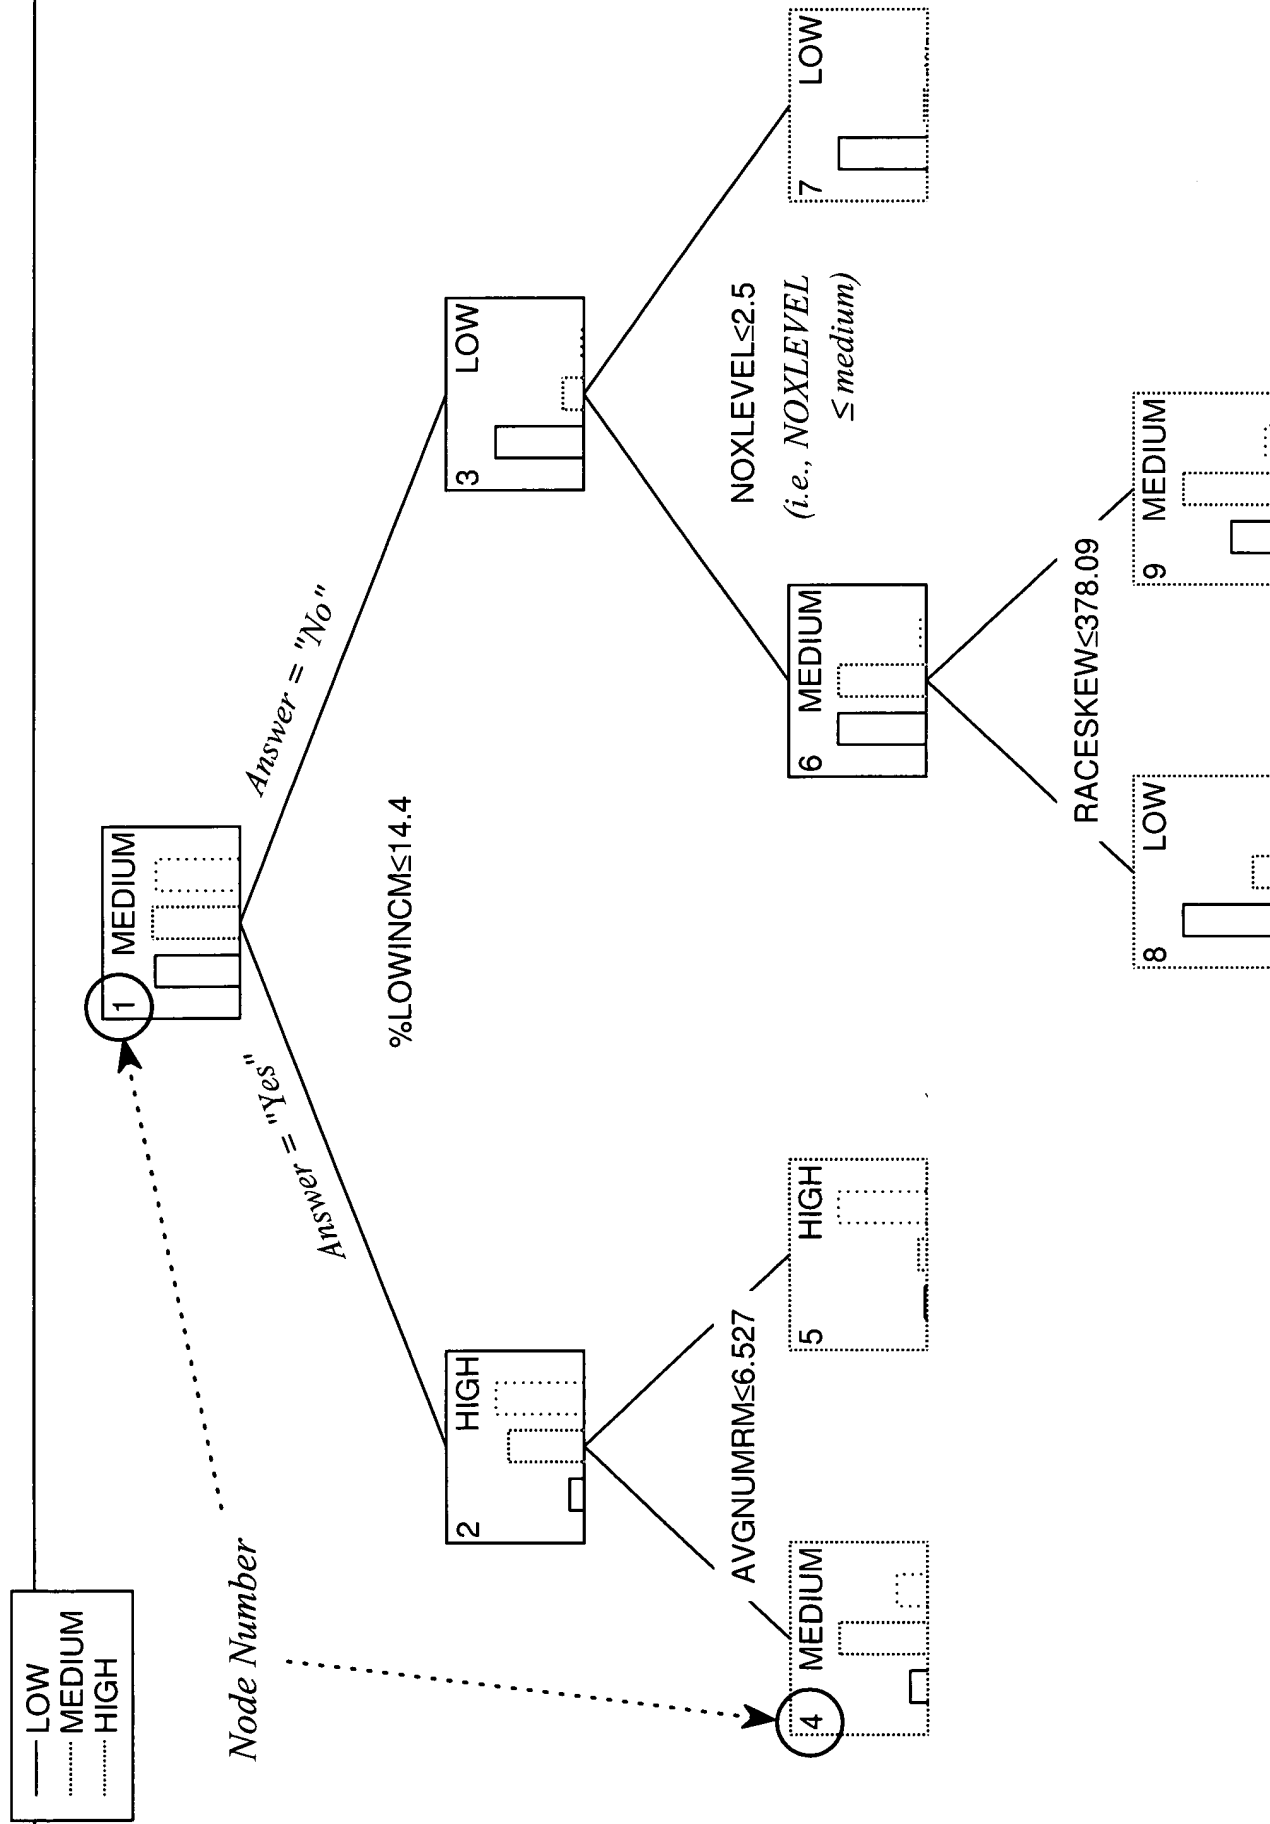 LOW
MEDIUM
HIGH
Node Number
1 MEDIUM
Answer = "Yes"
Answer = "No"
%LOWINCM≤14.4
2 HIGH
3 LOW
AVGNUMRM≤6.527
NOXLEVEL≤2.5
(i.e., NOXLEVEL
≤ medium)
4 MEDIUM
5 HIGH
6 MEDIUM
7 LOW
RACESKEW≤378.09
8 LOW
9 MEDIUM